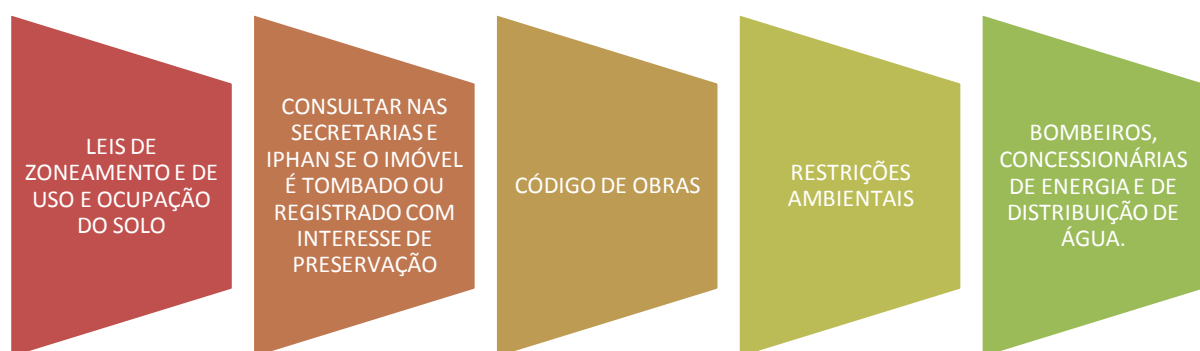 LEIS DE
ZONEAMENTO E DE
USO E OCUPAÇÃO
DO SOLO
CONSULTAR NAS
SECRETARIAS E
IPHAN SE O IMÓVEL
É TOMBADO OU
REGISTRADO COM
INTERESSE DE
PRESERVAÇÃO
CÓDIGO DE OBRAS
RESTRIÇÕES
AMBIENTAIS
BOMBEIROS,
CONCESSIONÁRIAS
DE ENERGIA E DE
DISTRIBUIÇÃO DE
ÁGUA.